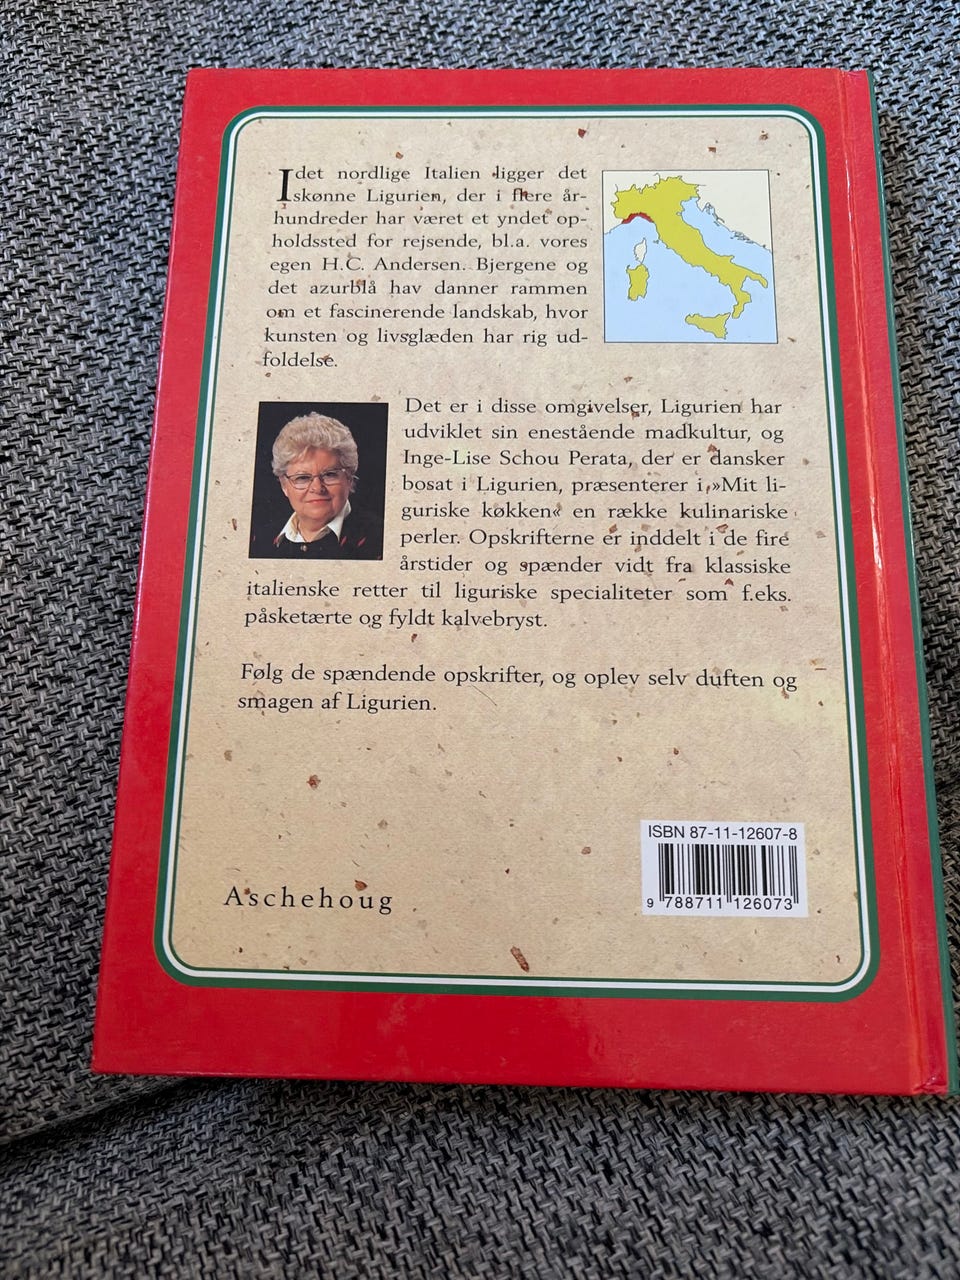 I det nordlige Italien ligger det
skønne Ligurien, der i flere år-
hundreder har været et yndet op-
holdssted for rejsende, bl.a. vores
egen H.C. Andersen. Bjergene og
det azurblå hav danner rammen
om et fascinerende landskab, hvor
kunsten og livsglæden har rig ud-
foldelse.
Det er i disse omgivelser, Ligurien har
udviklet sin enestående madkultur, og
Inge-Lise Schou Perata, der er dansker
bosat i Ligurien, præsenterer i »Mit li-
guriske køkken« en række kulinariske
perler. Opskrifterne er inddelt i de fire
årstider og spænder vidt fra klassiske
italienske retter til liguriske specialiteter som f.eks.
påsketærte og fyldt kalvebryst.
Følg de spændende opskrifter, og oplev selv duften og
smagen af Ligurien.
ISBN 87-11-12607-8
9 788711 126073
Aschehoug